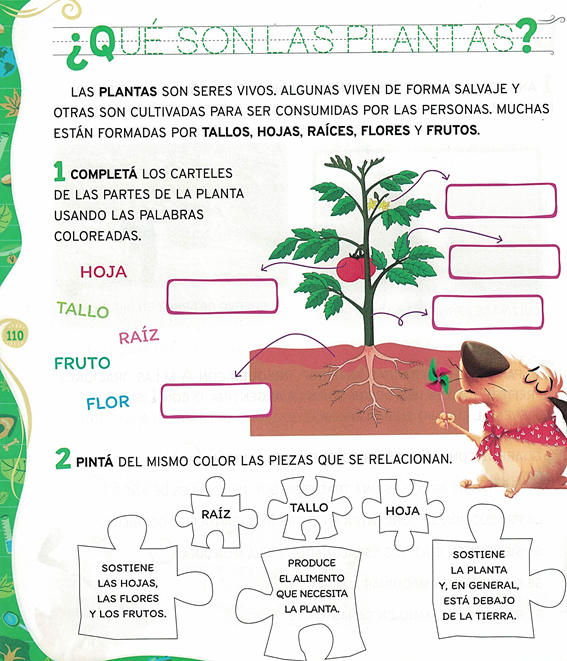 ¿QUÉ SON LAS PLANTAS?
LAS PLANTAS SON SERES VIVOS. ALGUNAS VIVEN DE FORMA SALVAJE Y
OTRAS SON CULTIVADAS PARA SER CONSUMIDAS POR LAS PERSONAS. MUCHAS
ESTÁN FORMADAS POR TALLOS, HOJAS, RAÍCES, FLORES Y FRUTOS.
1 COMPLETÁ LOS CARTELES
DE LAS PARTES DE LA PLANTA
USANDO LAS PALABRAS
COLOREADAS.
HOJA
TALLO
RAÍZ
FRUTO
FLOR
110
2 PINTÁ DEL MISMO COLOR LAS PIEZAS QUE SE RELACIONAN.
RAÍZ
TALLO
HOJA
SOSTIENE
LAS HOJAS,
LAS FLORES
Y LOS FRUTOS.
PRODUCE
EL ALIMENTO
QUE NECESITA
LA PLANTA.
SOSTIENE
LA PLANTA
Y, EN GENERAL,
ESTÁ DEBAJO
DE LA TIERRA.